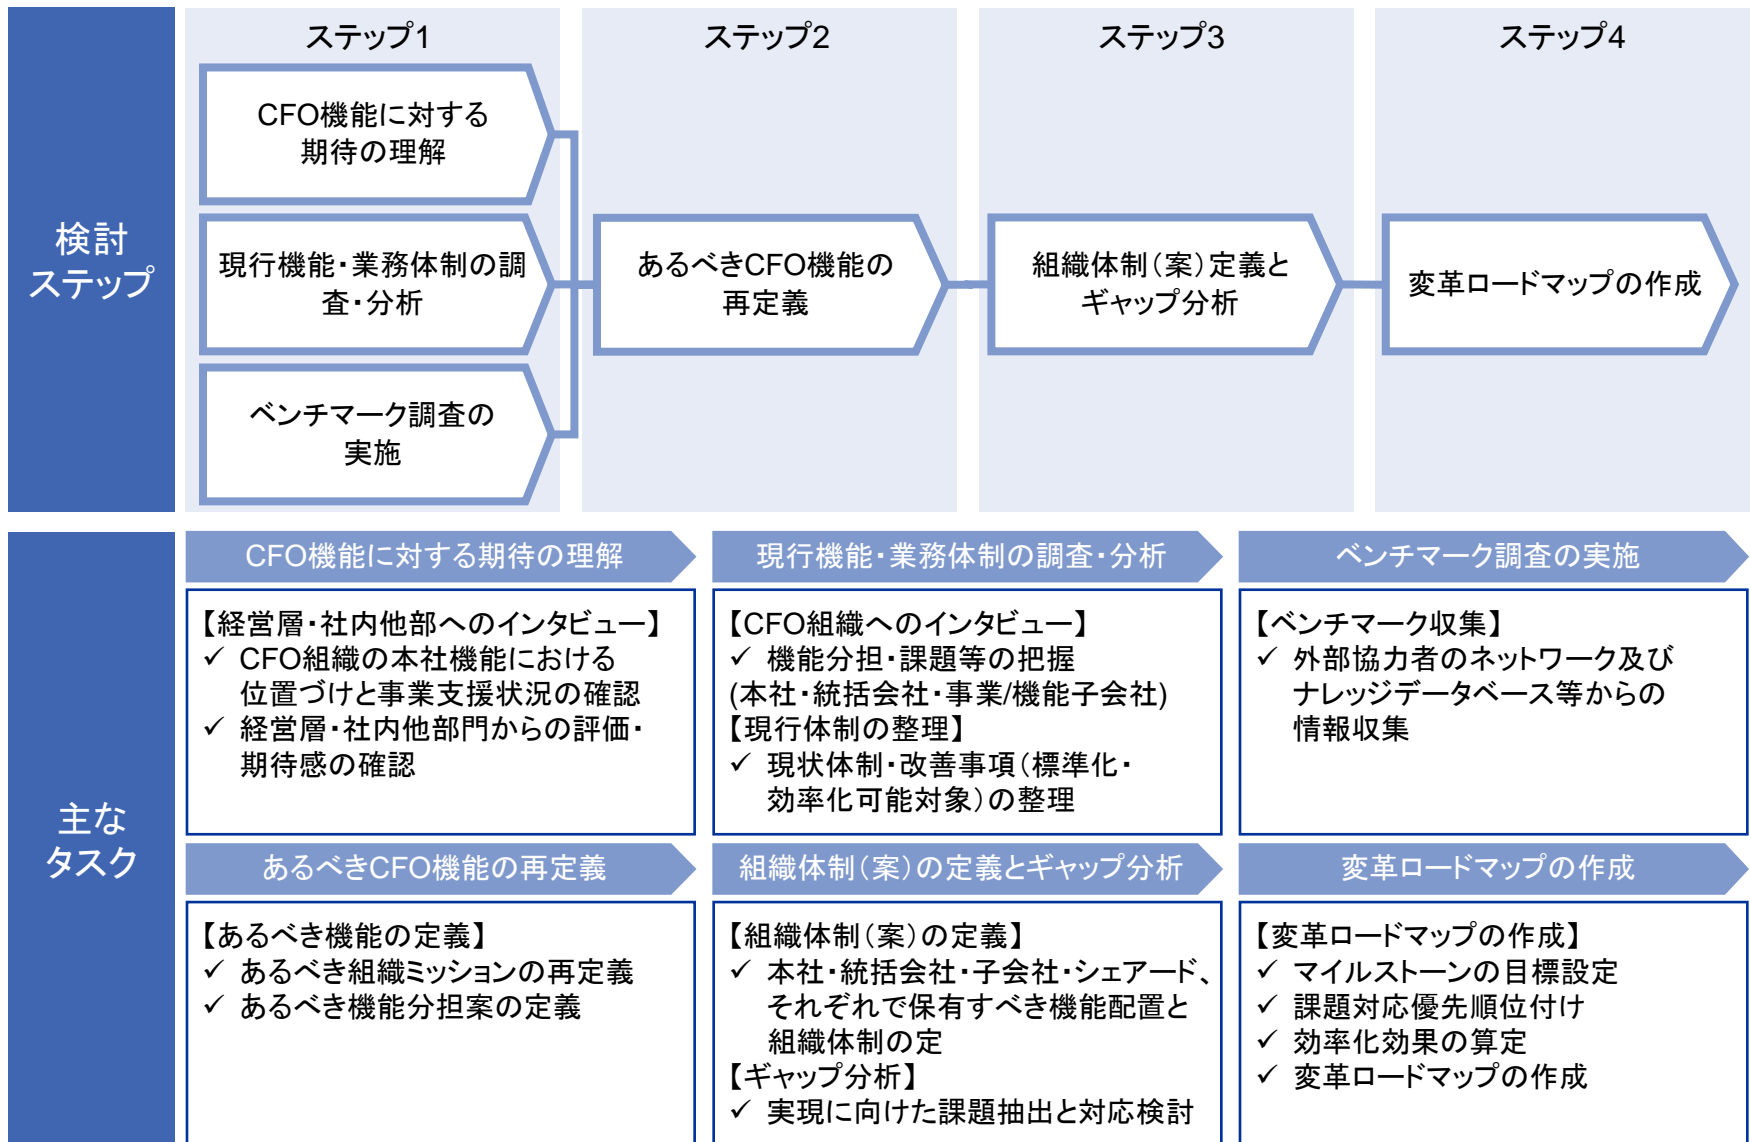 検討
ステップ
ステップ1
ステップ2
ステップ3
ステップ4
CFO機能に対する
期待の理解
現行機能・業務体制の調
査・分析
ベンチマーク調査の
実施
あるべきCFO機能の
再定義
組織体制（案）定義と
ギャップ分析
変革ロードマップの作成
主な
タスク
CFO機能に対する期待の理解
【経営層・社内他部へのインタビュー】
✓ CFO組織の本社機能における
位置づけと事業支援状況の確認
✓ 経営層・社内他部門からの評価・
期待感の確認
現行機能・業務体制の調査・分析
【CFO組織へのインタビュー】
✓ 機能分担・課題等の把握
(本社・統括会社・事業/機能子会社)
【現行体制の整理】
✓ 現状体制・改善事項（標準化・
効率化可能対象）の整理
ベンチマーク調査の実施
【ベンチマーク収集】
✓ 外部協力者のネットワーク及び
ナレッジデータベース等からの
情報収集
あるべきCFO機能の再定義
【あるべき機能の定義】
✓ あるべき組織ミッションの再定義
✓ あるべき機能分担案の定義
組織体制（案）の定義とギャップ分析
【組織体制（案）の定義】
✓ 本社・統括会社・子会社・シェアード、
それぞれで保有すべき機能配置と
組織体制の定
【ギャップ分析】
✓ 実現に向けた課題抽出と対応検討
変革ロードマップの作成
【変革ロードマップの作成】
✓ マイルストーンの目標設定
✓ 課題対応優先順位付け
✓ 効率化効果の算定
✓ 変革ロードマップの作成